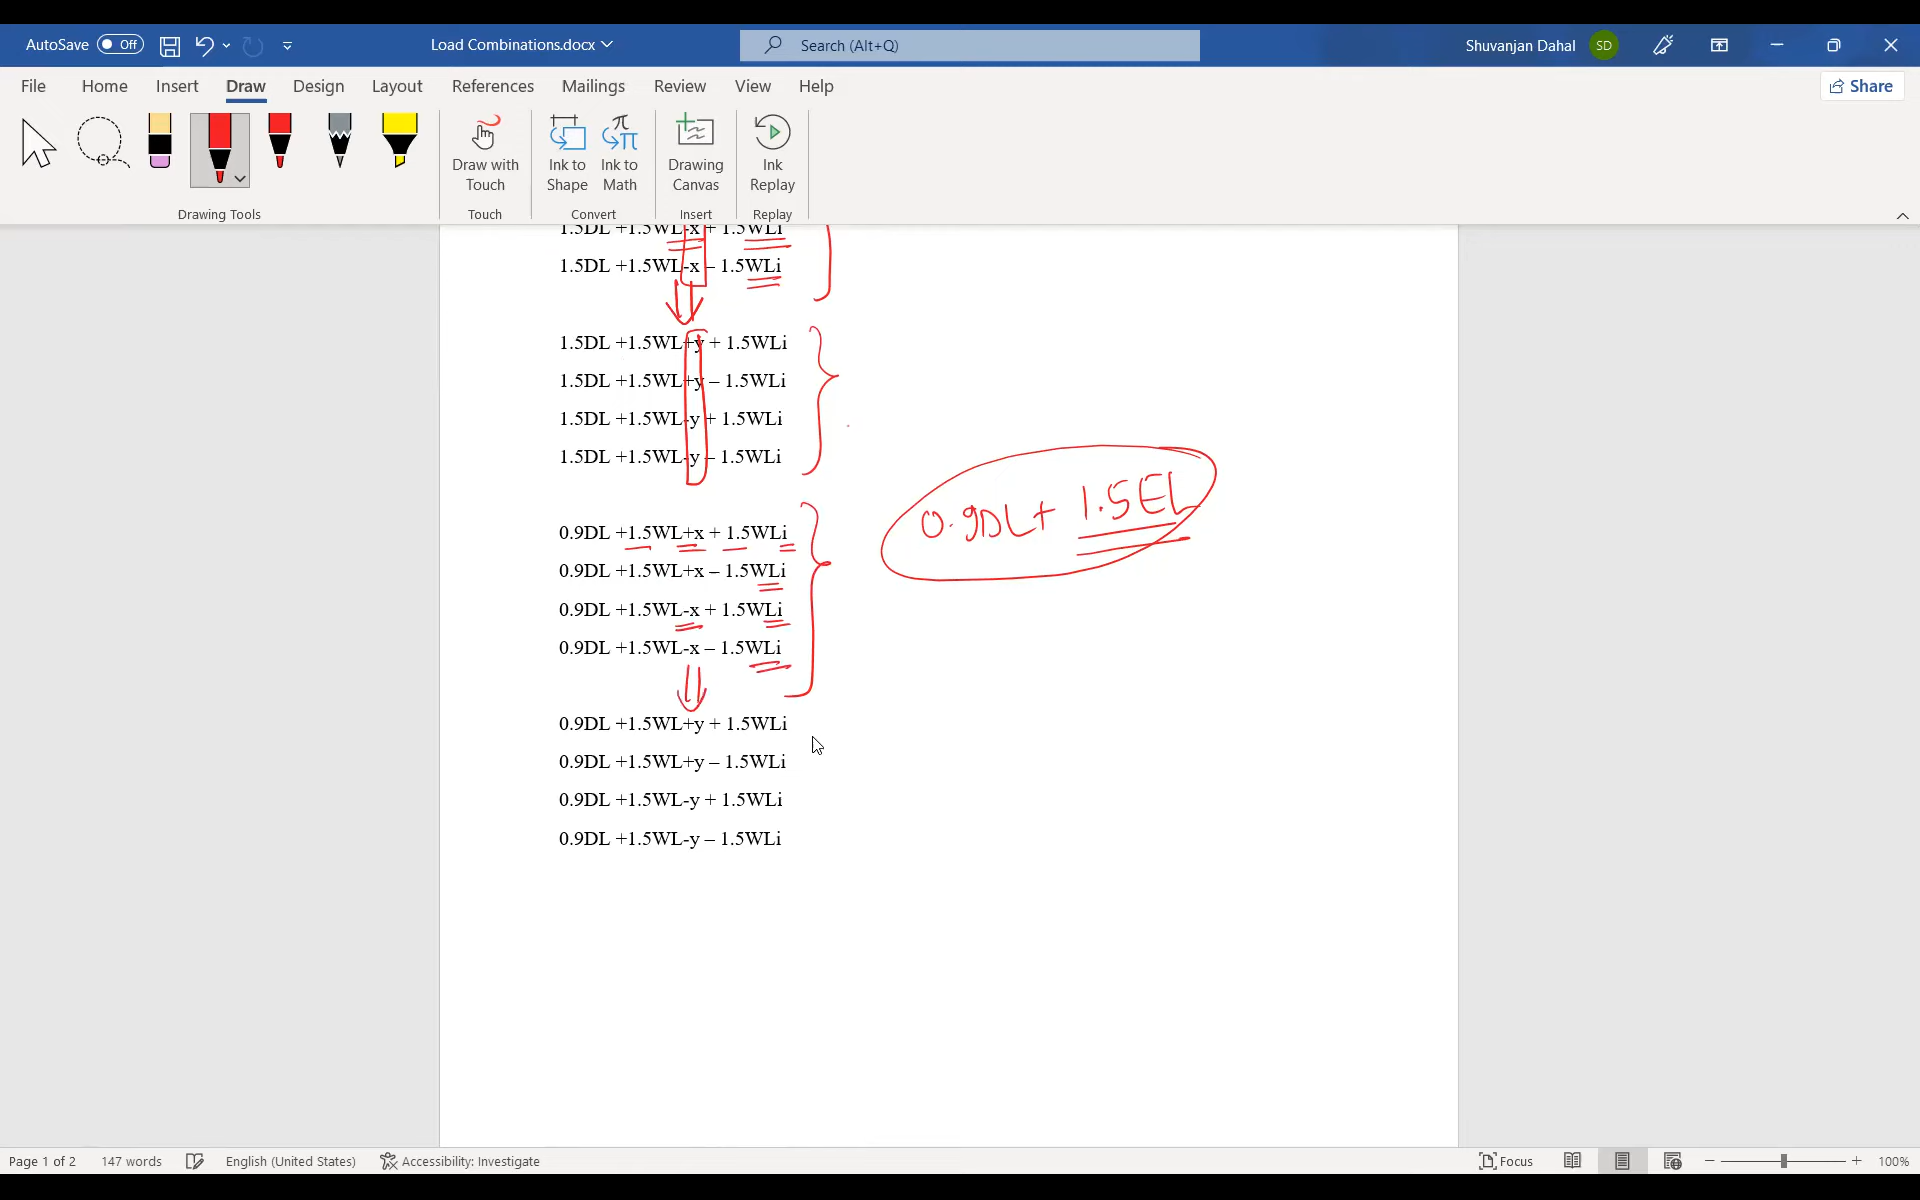 AutoSave Off Load Combinations.docx Search (Alt+Q) Shuvanjan Dahal SD
File Home Insert Draw Design Layout References Mailings Review View Help Share
Draw with Touch
Ink to Shape
Ink to Math
Drawing Canvas
Ink Replay
Drawing Tools Touch Convert Insert Replay
1.5DL +1.5WL-x + 1.5WLi
1.5DL +1.5WL-x – 1.5WLi
1.5DL +1.5WL+y + 1.5WLi
1.5DL +1.5WL+y – 1.5WLi
1.5DL +1.5WL-y + 1.5WLi
1.5DL +1.5WL-y – 1.5WLi
0.9DL + 1.5EL
0.9DL +1.5WL+x + 1.5WLi
0.9DL +1.5WL+x – 1.5WLi
0.9DL +1.5WL-x + 1.5WLi
0.9DL +1.5WL-x – 1.5WLi
0.9DL +1.5WL+y + 1.5WLi
0.9DL +1.5WL+y – 1.5WLi
0.9DL +1.5WL-y + 1.5WLi
0.9DL +1.5WL-y – 1.5WLi
Page 1 of 2 147 words English (United States) Accessibility: Investigate Focus 100%